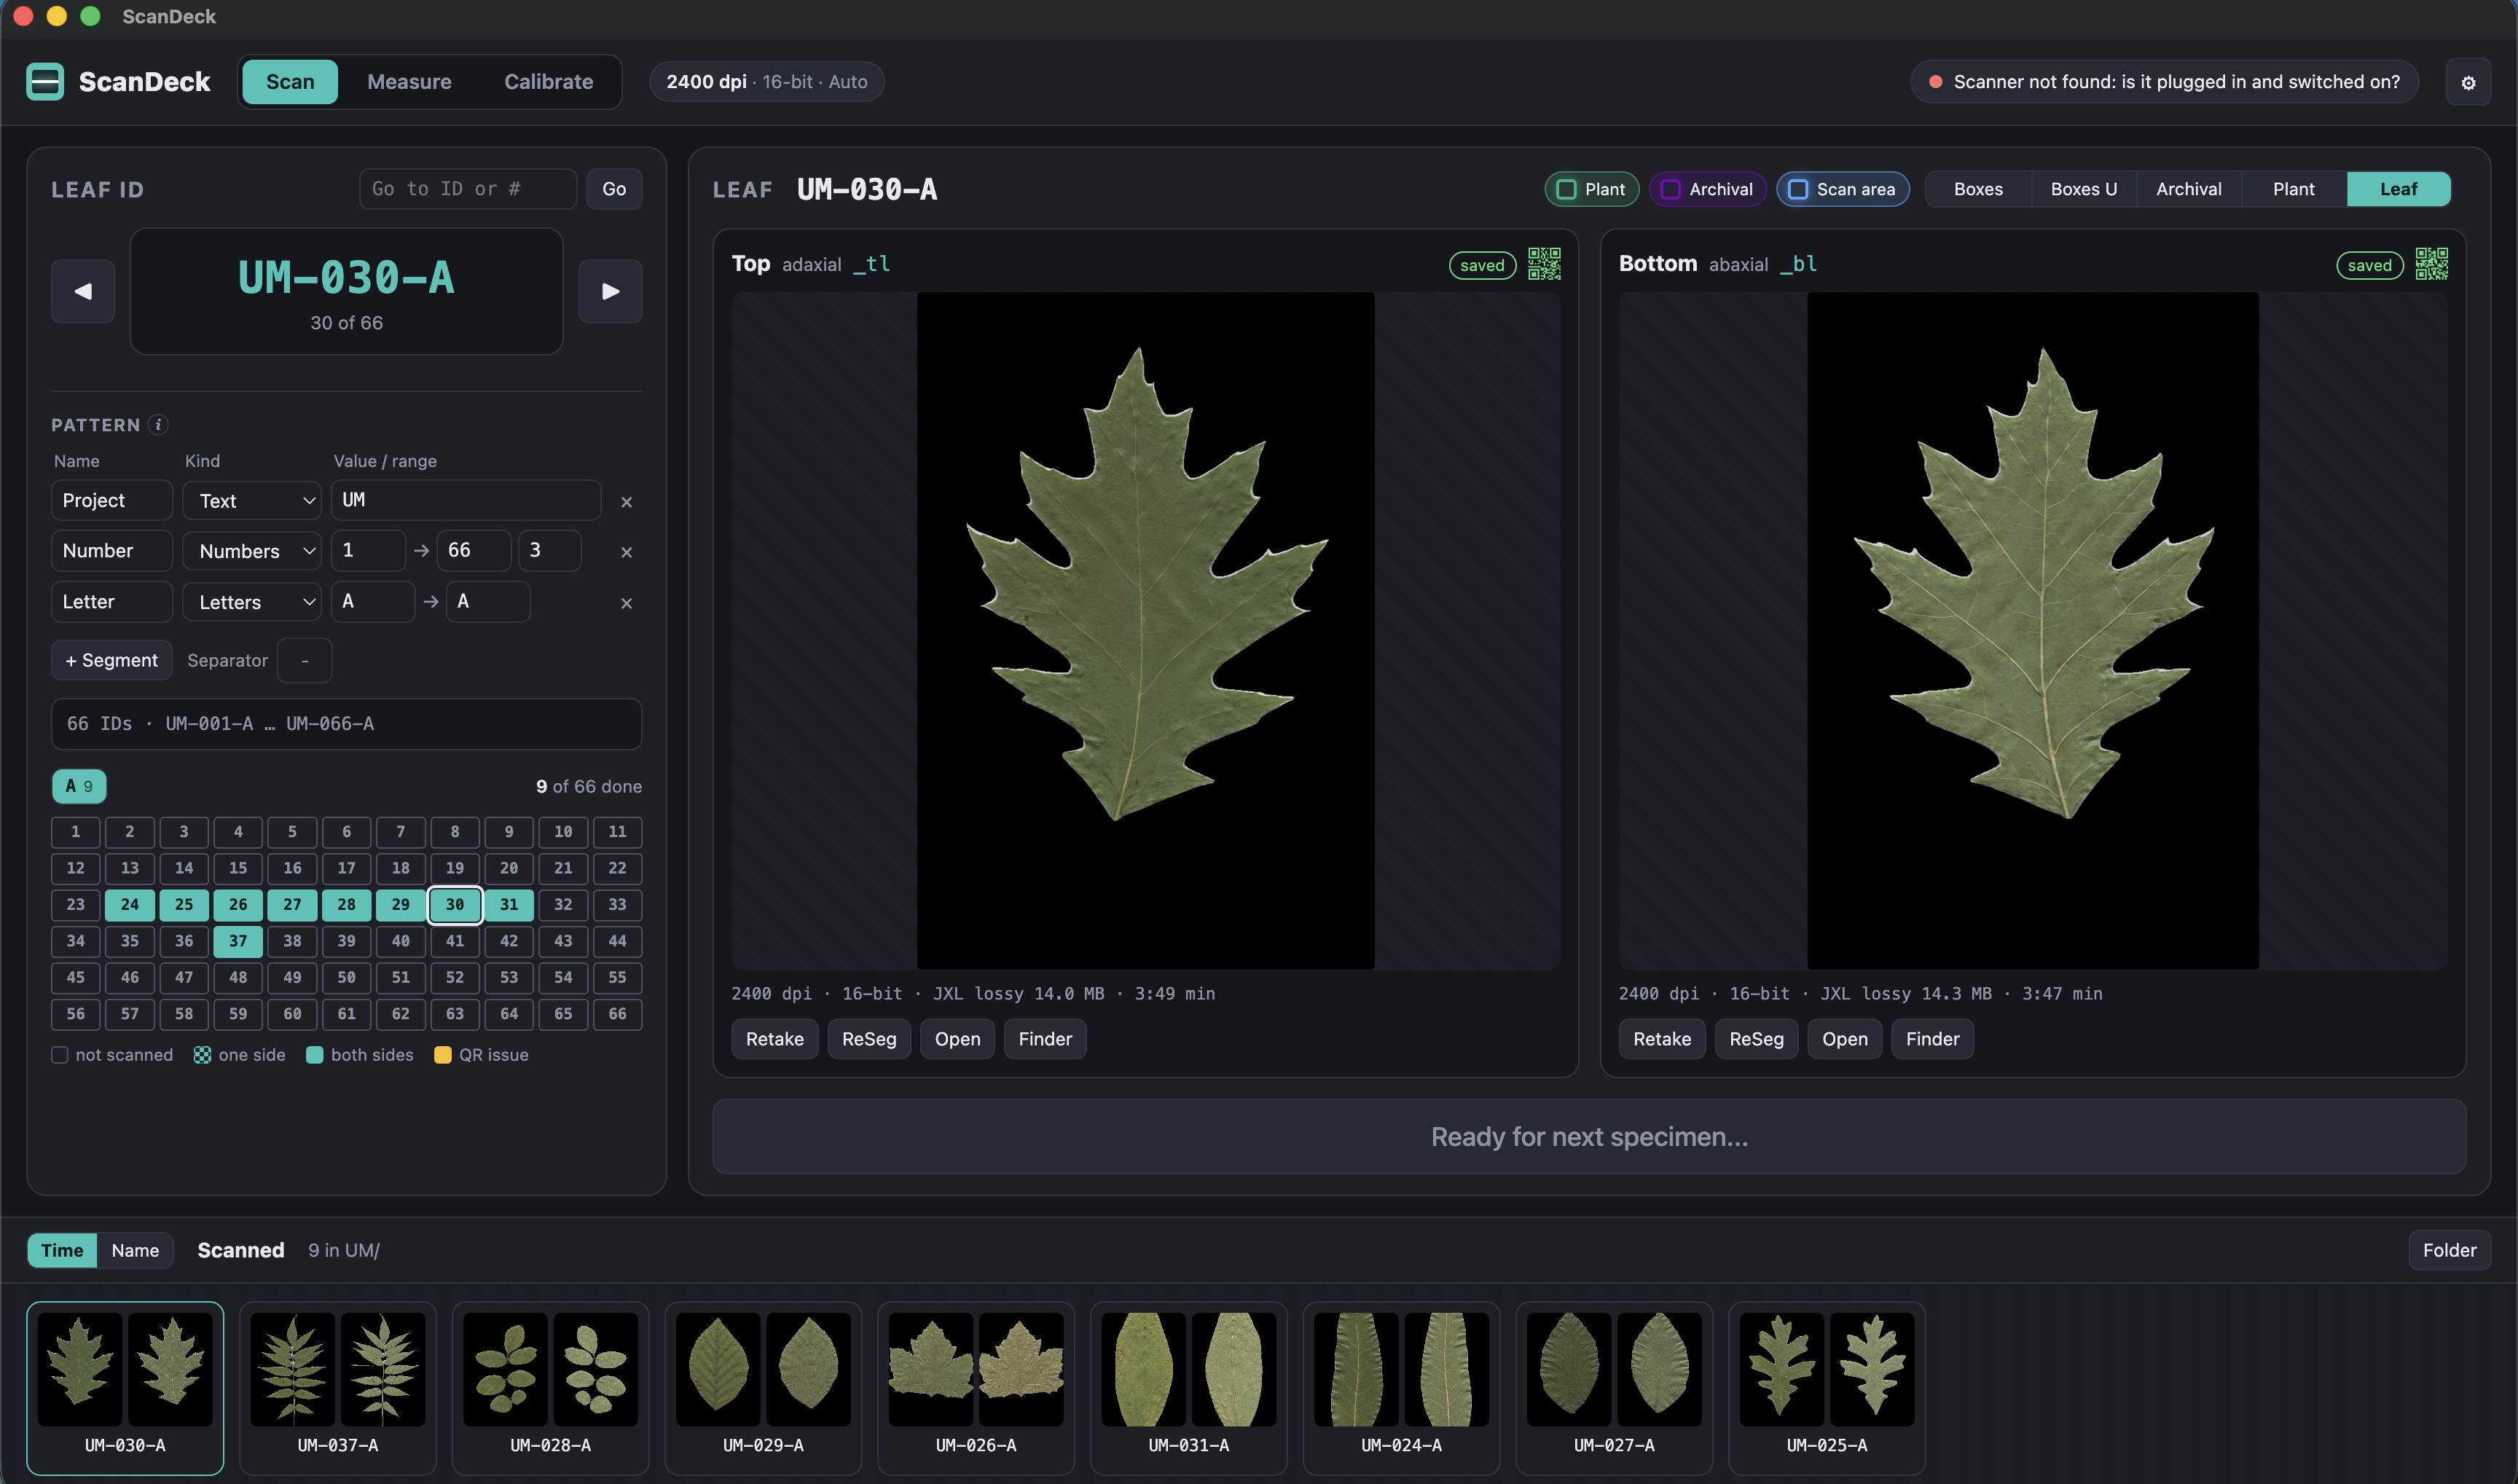 ScanDeck
ScanDeck Scan Measure Calibrate 2400 dpi · 16-bit · Auto Scanner not found: is it plugged in and switched on?
LEAF ID Go to ID or # Go
UM-030-A
30 of 66
PATTERN i
Name Kind Value / range
Project Text UM ×
Number Numbers 1 → 66 3 ×
Letter Letters A → A ×
+ Segment Separator -
66 IDs · UM-001-A … UM-066-A
A 9 9 of 66 done
1 2 3 4 5 6 7 8 9 10 11
12 13 14 15 16 17 18 19 20 21 22
23 24 25 26 27 28 29 30 31 32 33
34 35 36 37 38 39 40 41 42 43 44
45 46 47 48 49 50 51 52 53 54 55
56 57 58 59 60 61 62 63 64 65 66
not scanned one side both sides QR issue
LEAF UM-030-A Plant Archival Scan area Boxes Boxes U Archival Plant Leaf
Top adaxial _tl saved
2400 dpi · 16-bit · JXL lossy 14.0 MB · 3:49 min
Retake ReSeg Open Finder
Bottom abaxial _bl saved
2400 dpi · 16-bit · JXL lossy 14.3 MB · 3:47 min
Retake ReSeg Open Finder
Ready for next specimen...
Time Name Scanned 9 in UM/ Folder
UM-030-A UM-037-A UM-028-A UM-029-A UM-026-A UM-031-A UM-024-A UM-027-A UM-025-A